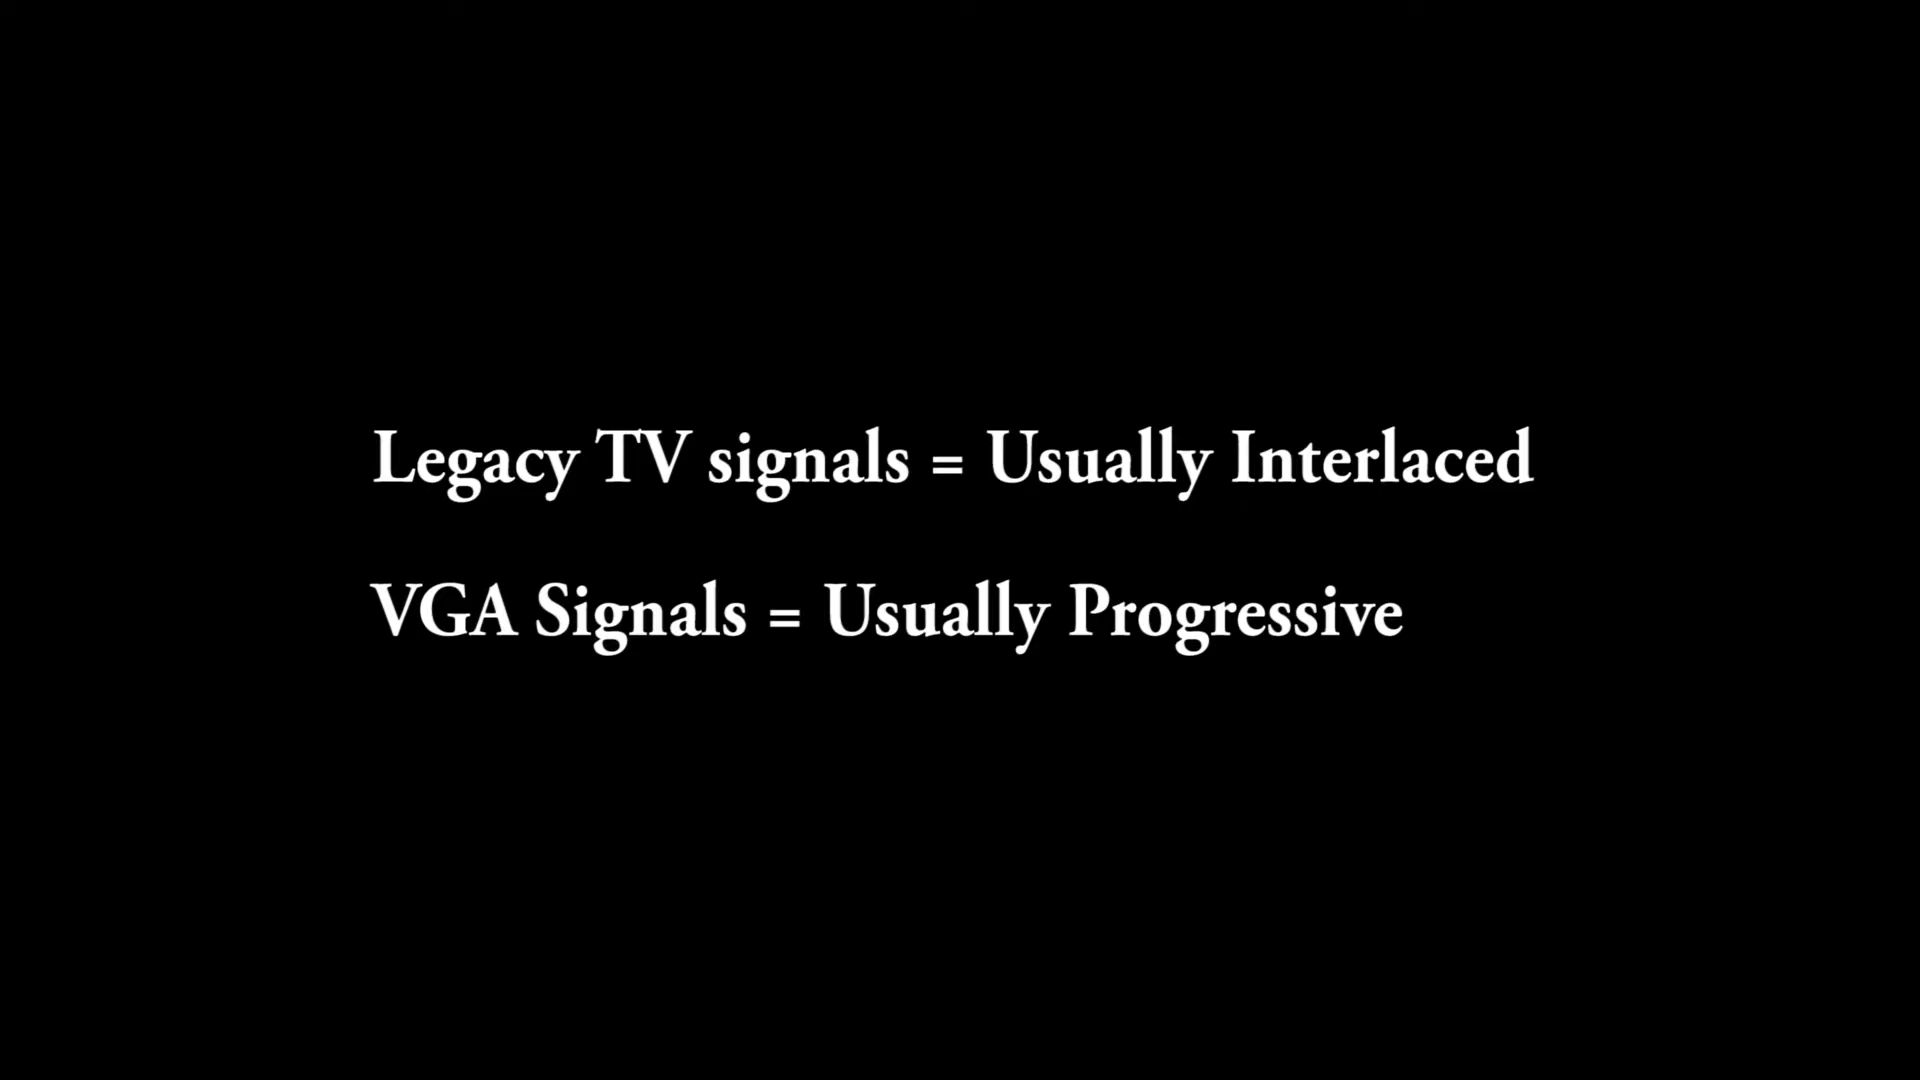 Legacy TV signals = Usually Interlaced
VGA Signals = Usually Progressive